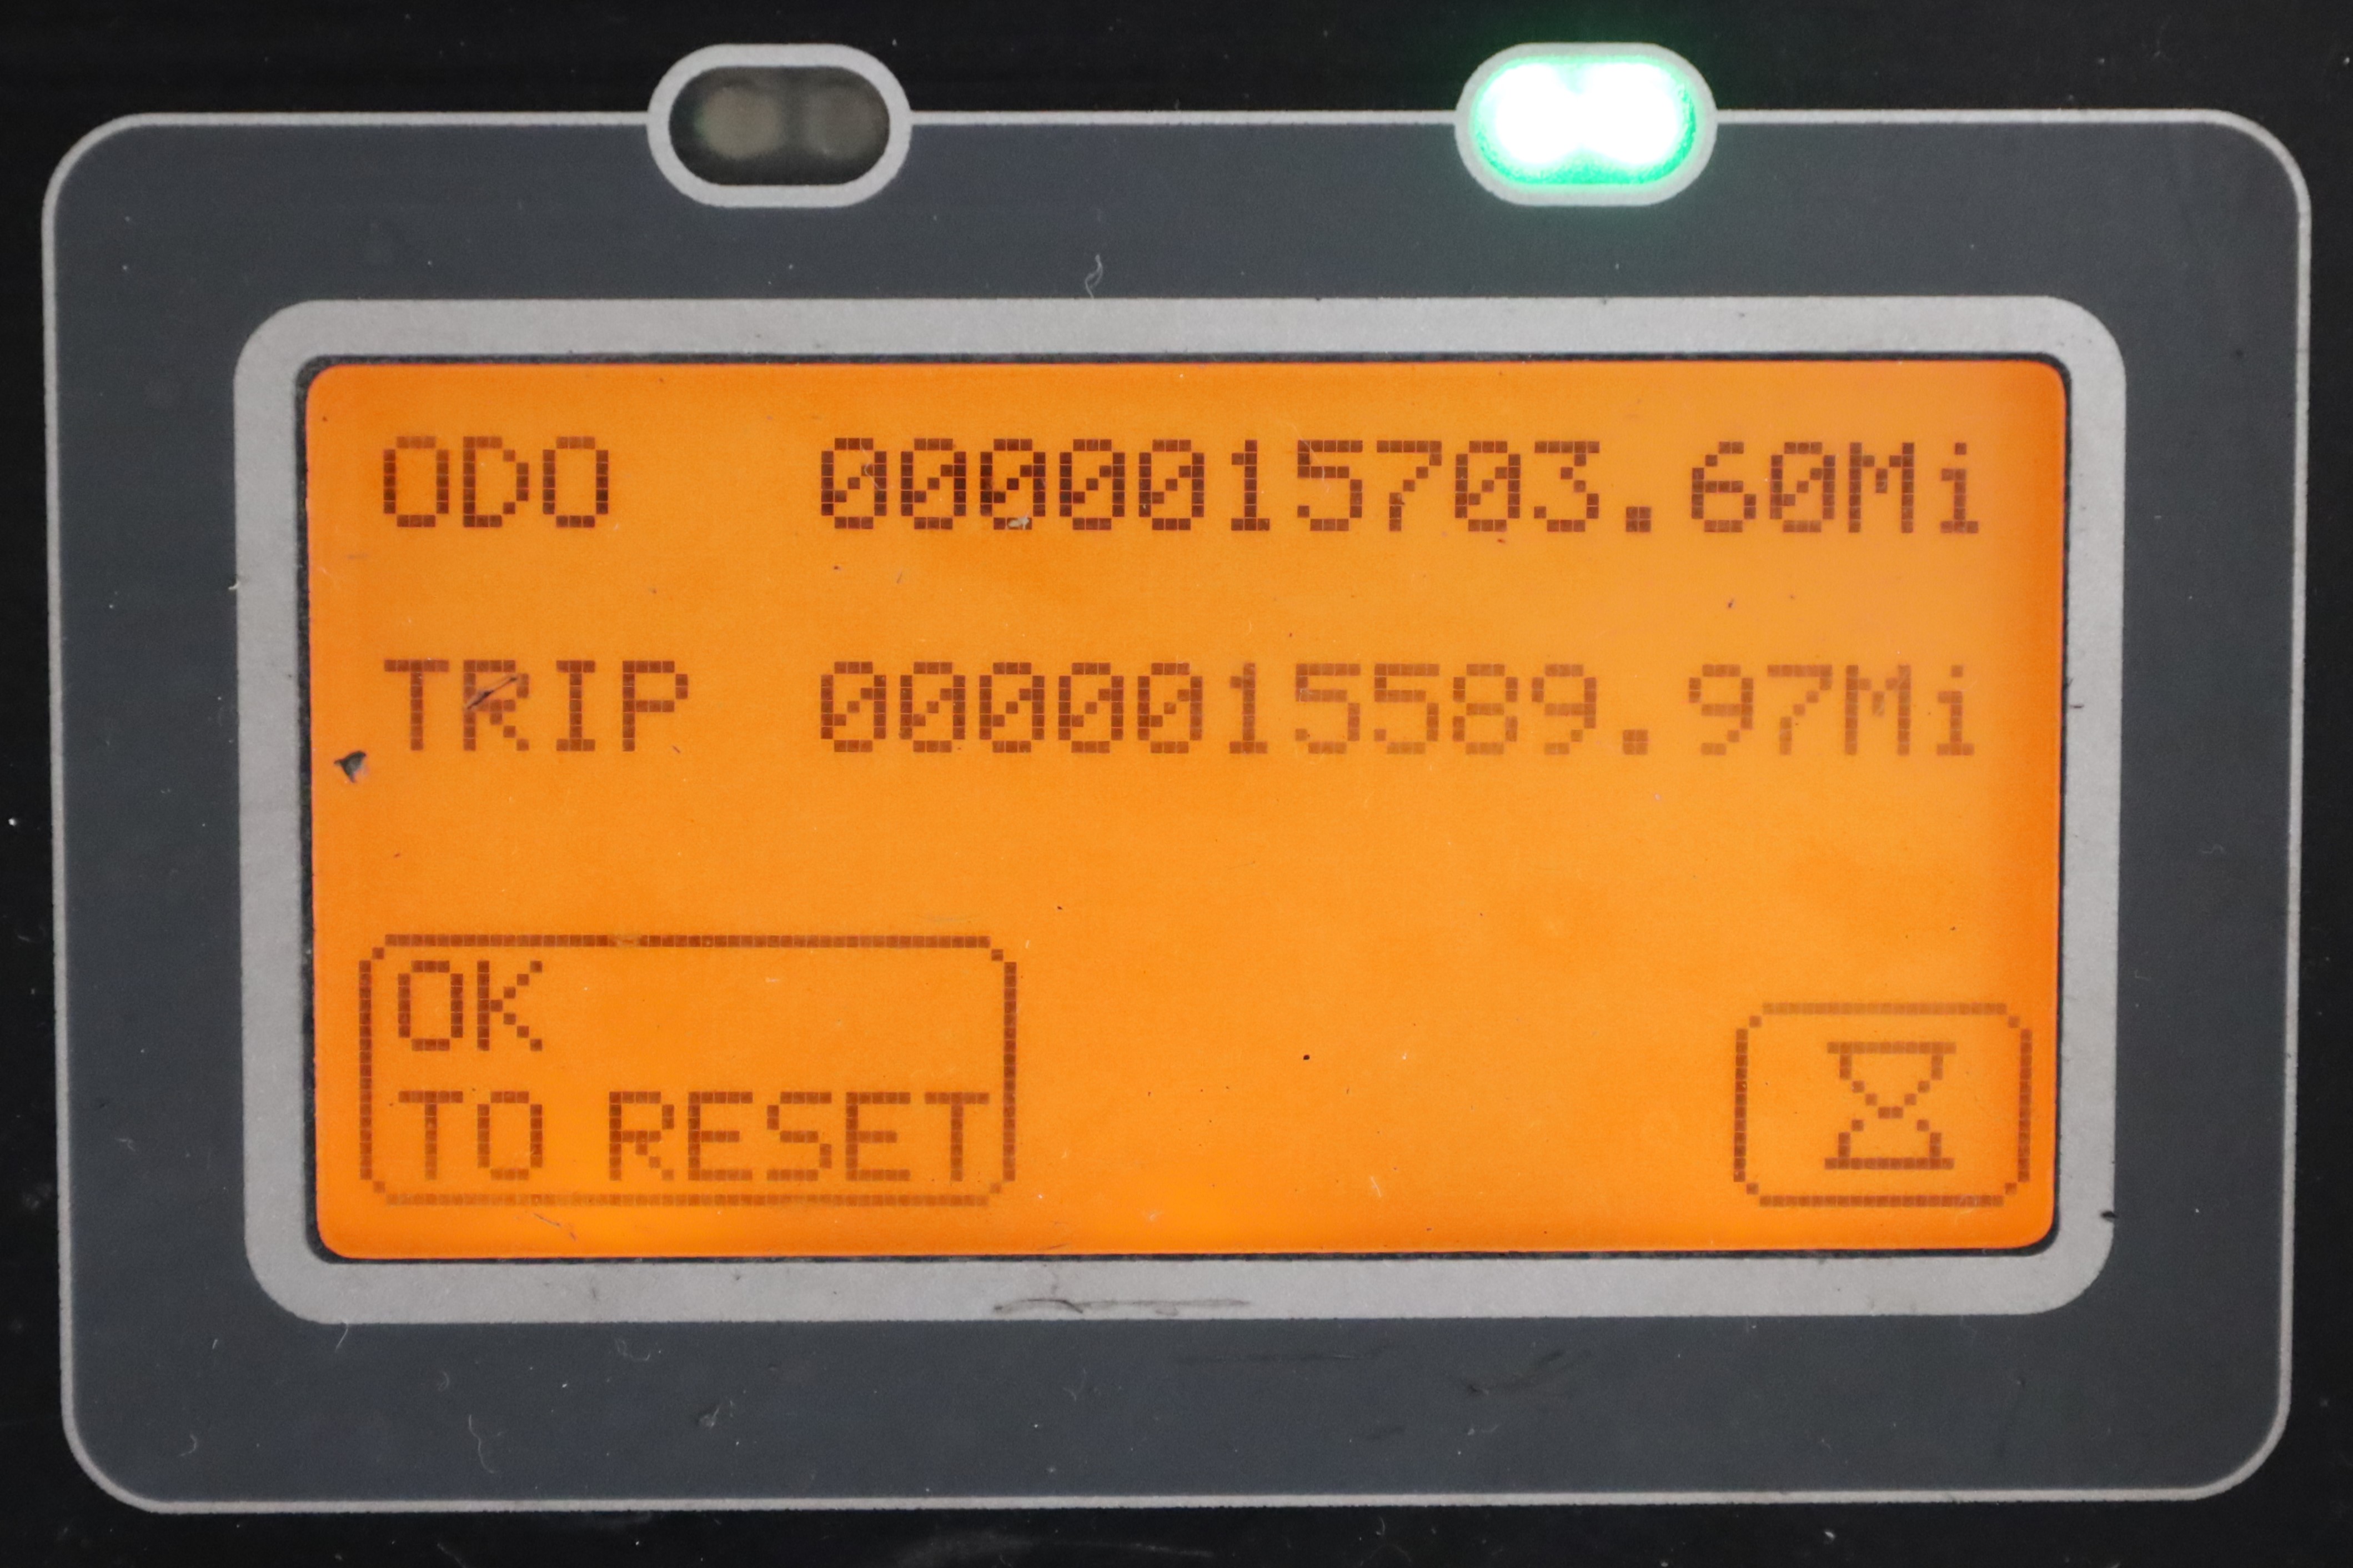 ODO 0000015703.60Mi
TRIP 0000015589.97Mi
OK
TO RESET